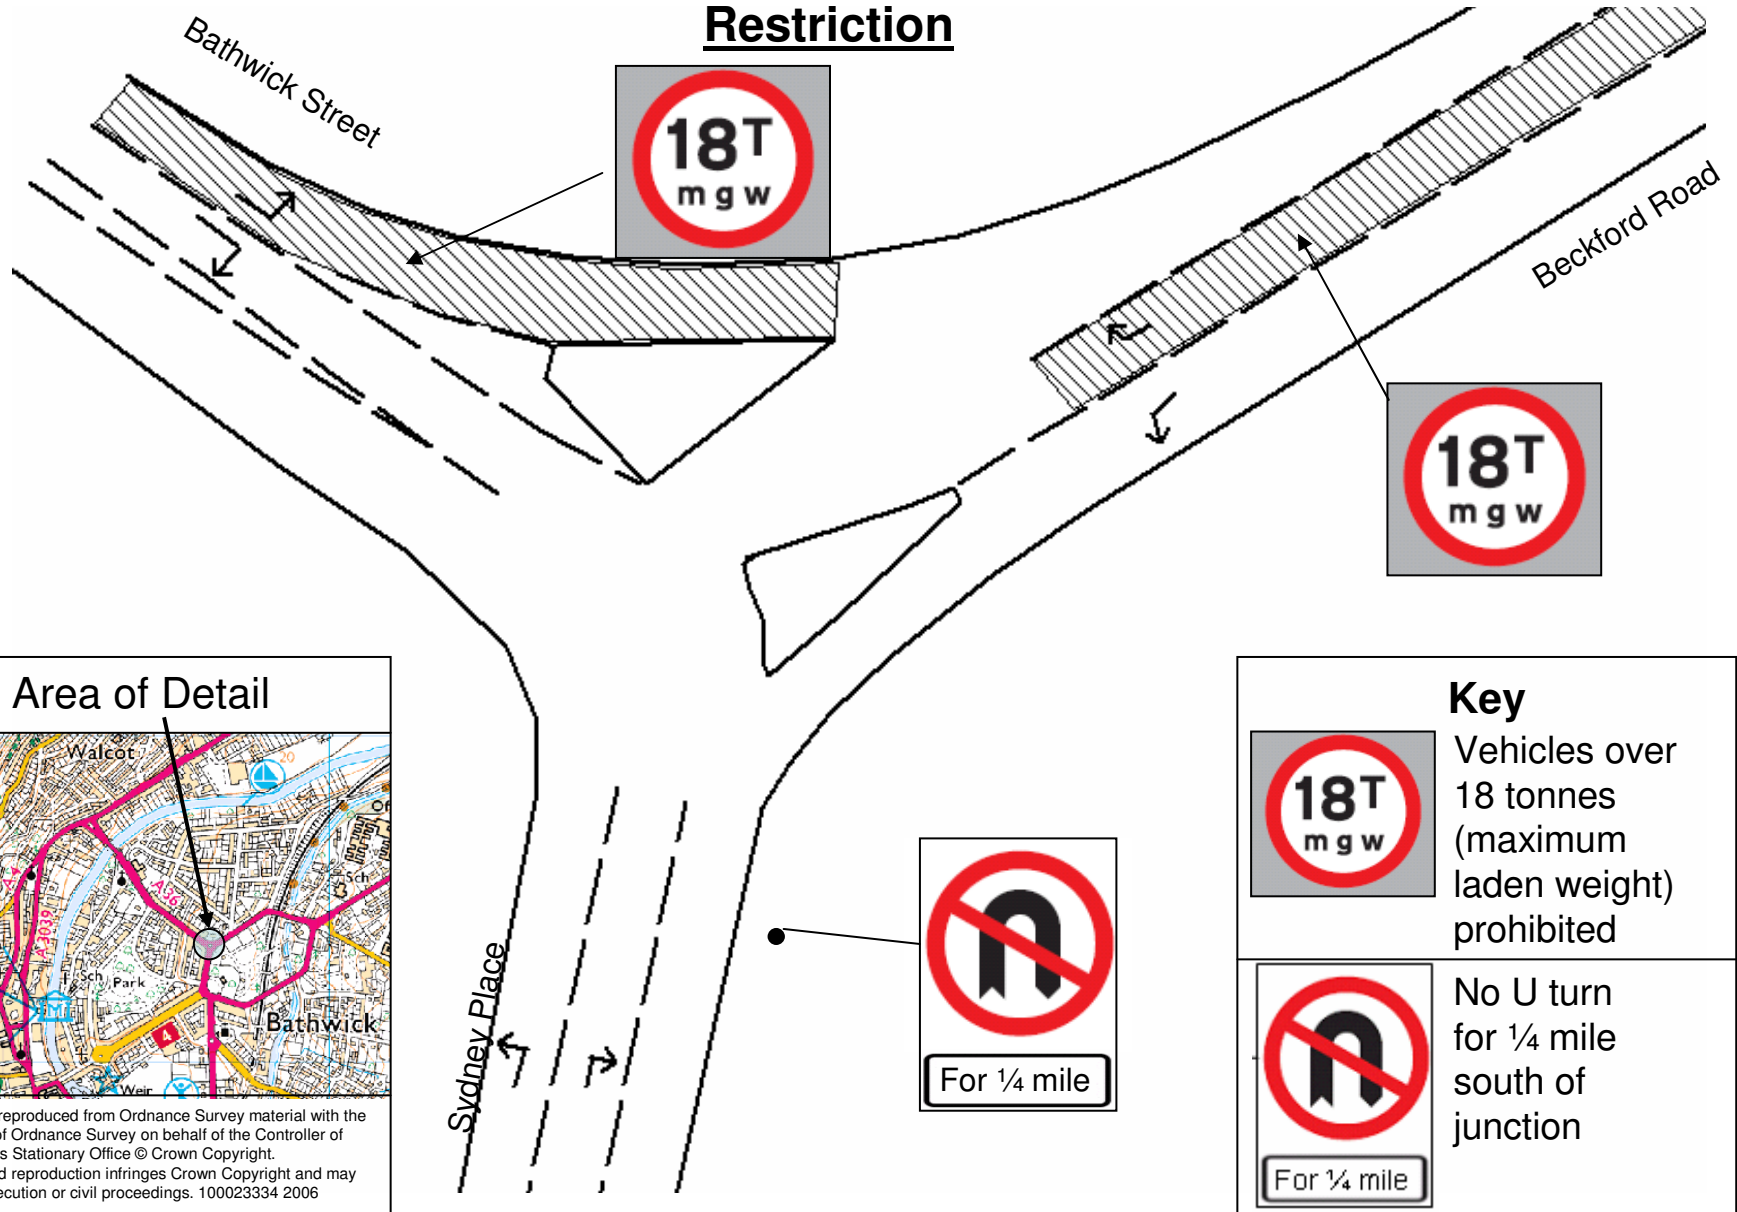 Restriction
Bathwick Street
18T
m g w
Beckford Road
18T
m g w
Area of Detail
Walcot
20
Sch
A36
A4
A3039
Sch
Park
Bathwick
4
Weir
reproduced from Ordnance Survey material with the
of Ordnance Survey on behalf of the Controller of
s Stationary Office © Crown Copyright.
d reproduction infringes Crown Copyright and may
ecution or civil proceedings. 100023334 2006
Sydney Place
For ¼ mile
Key
18T
m g w
Vehicles over
18 tonnes
(maximum
laden weight)
prohibited
For ¼ mile
No U turn
for ¼ mile
south of
junction